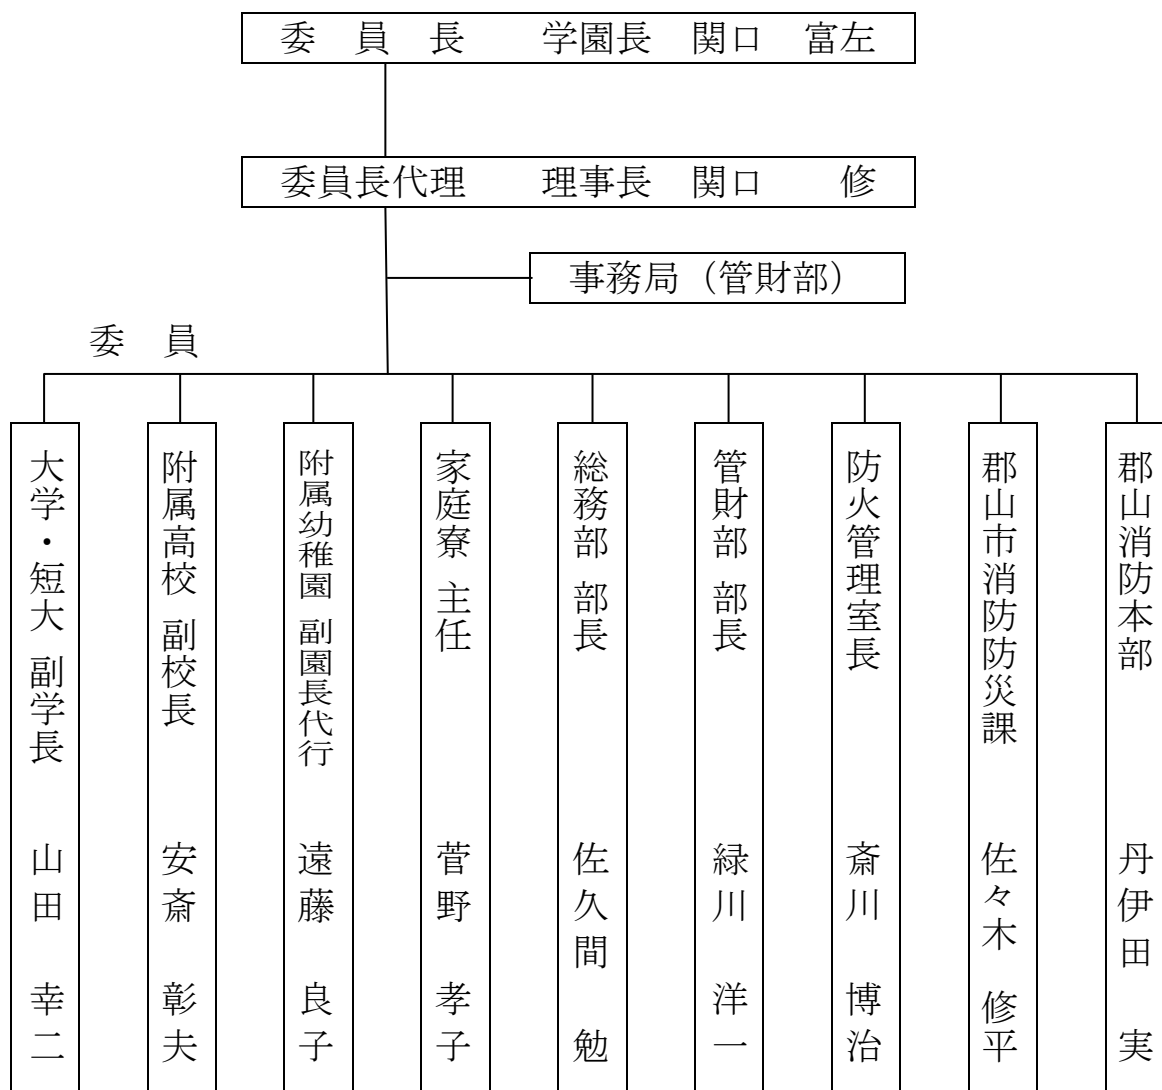 委　員　長　　学園長　関口　富左
委員長代理　　理事長　関口　　修
事務局（管財部）
委　員
大学・短大 副学長　山田 幸二
附属高校 副校長　安斎 彰夫
附属幼稚園 副園長代行　遠藤 良子
家庭寮 主任　菅野 孝子
総務部 部長　佐久間 勉
管財部 部長　緑川 洋一
防火管理室長　斎川 博治
郡山市消防防災課　佐々木 修平
郡山消防本部　丹伊田 実